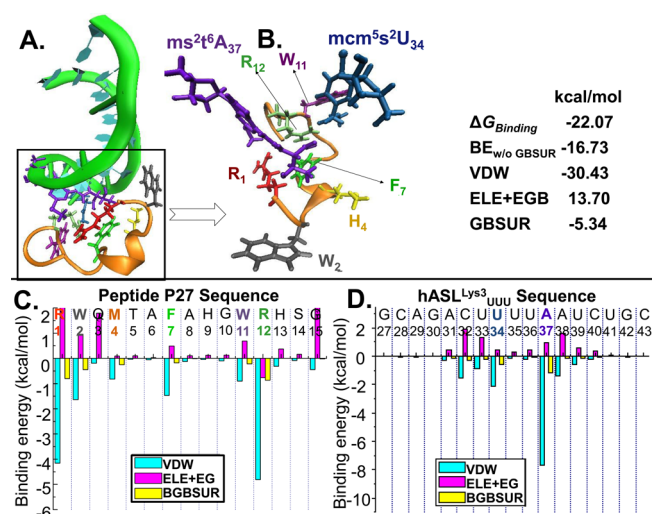 A.
B.
ms²t⁶A₃₇
mcm⁵s²U₃₄
W₁₁
R₁₂
R₁
F₇
H₄
W₂
kcal/mol
ΔG_Binding -22.07
BE_w/o GBSUR -16.73
VDW -30.43
ELE+EGB 13.70
GBSUR -5.34
C Peptide P27 Sequence
R W Q M T A F A H G W R H S G
1 2 3 4 5 6 7 8 9 10 11 12 13 14 15
Binding energy (kcal/mol)
2
1
0
-1
-2
-3
-4
-5
-6
VDW
ELE+EG
BGBSUR
D. hASL^Lys3_UUU Sequence
G C A G A C U U U U A A U C U G C
27 28 29 30 31 32 33 34 35 36 37 38 39 40 41 42 43
Binding energy (kcal/mol)
2
0
-2
-4
-6
-8
-10
VDW
ELE+EG
BGBSUR